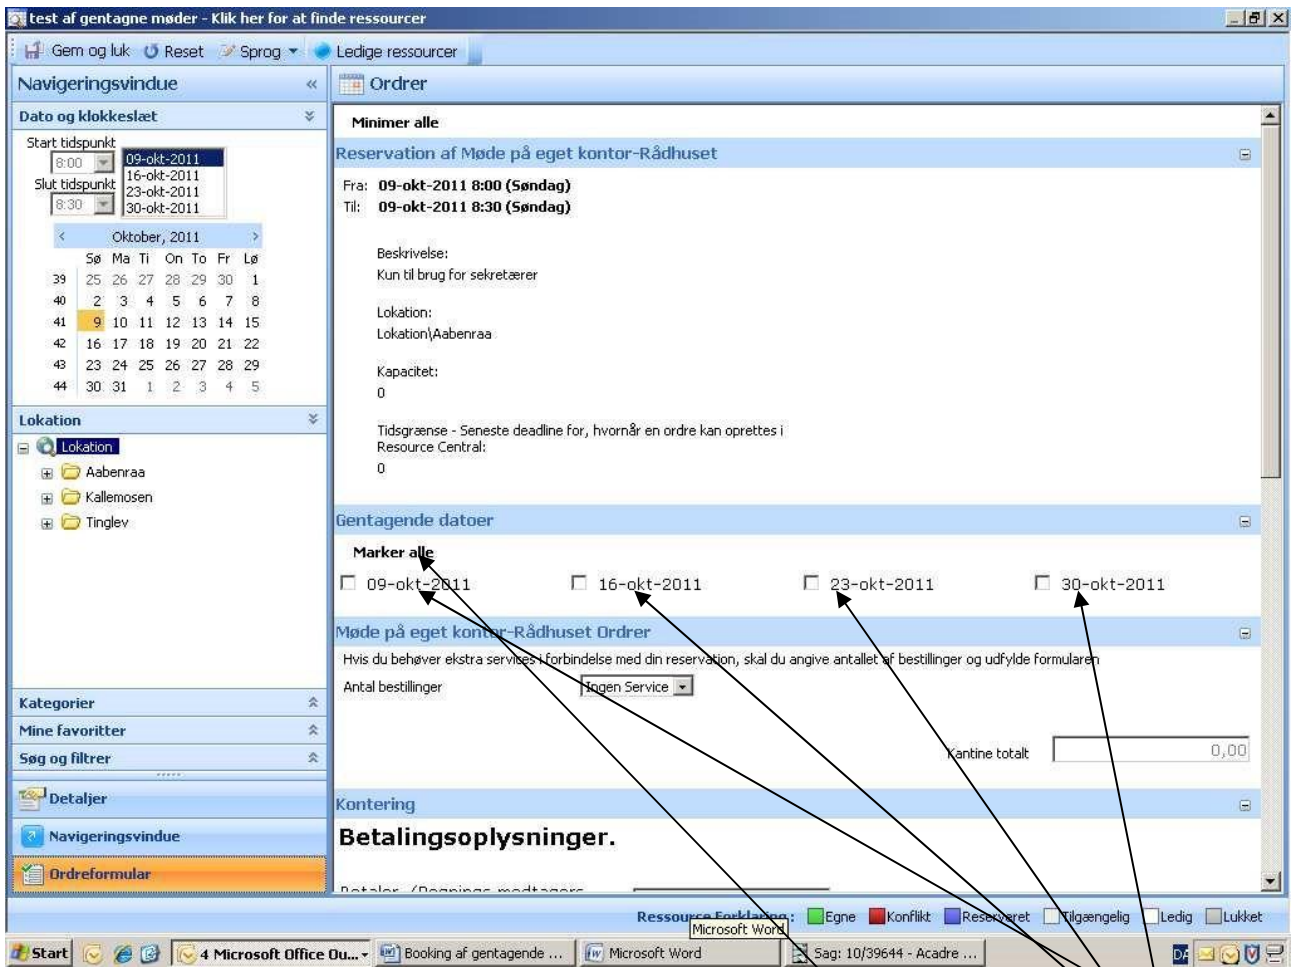 test af gentagne møder - Klik her for at finde ressourcer
Gem og luk Reset Sprog Ledige ressourcer
Navigeringsvindue «
Dato og klokkeslæt
Start tidspunkt
8:00
Slut tidspunkt
8:30
09-okt-2011
16-okt-2011
23-okt-2011
30-okt-2011
< Oktober, 2011 >
Sø Ma Ti On To Fr Lø
39 25 26 27 28 29 30 1
40 2 3 4 5 6 7 8
41 9 10 11 12 13 14 15
42 16 17 18 19 20 21 22
43 23 24 25 26 27 28 29
44 30 31 1 2 3 4 5
Lokation
Lokation
Aabenraa
Kallemosen
Tinglev
Kategorier
Mine favoritter
Søg og filtrer
Detaljer
Navigeringsvindue
Ordreformular
Ordrer
Minimer alle
Reservation af Møde på eget kontor-Rådhuset
Fra: 09-okt-2011 8:00 (Søndag)
Til: 09-okt-2011 8:30 (Søndag)
Beskrivelse:
Kun til brug for sekretærer
Lokation:
Lokation\Aabenraa
Kapacitet:
0
Tidsgrænse - Seneste deadline for, hvornår en ordre kan oprettes i
Resource Central:
0
Gentagende datoer
Marker alle
09-okt-2011 16-okt-2011 23-okt-2011 30-okt-2011
Møde på eget kontor-Rådhuset Ordrer
Hvis du behøver ekstra services i forbindelse med din reservation, skal du angive antallet af bestillinger og udfylde formularen
Antal bestillinger Ingen Service
Kantine totalt 0,00
Kontering
Betalingsoplysninger.
Betaler (Regnings modtagers
Ressource Forklaring: Egne Konflikt Reserveret Tilgængelig Ledig Lukket
Microsoft Word
Start 4 Microsoft Office Ou... Booking af gentagende ... Microsoft Word Sag: 10/39644 - Acadre ... DA